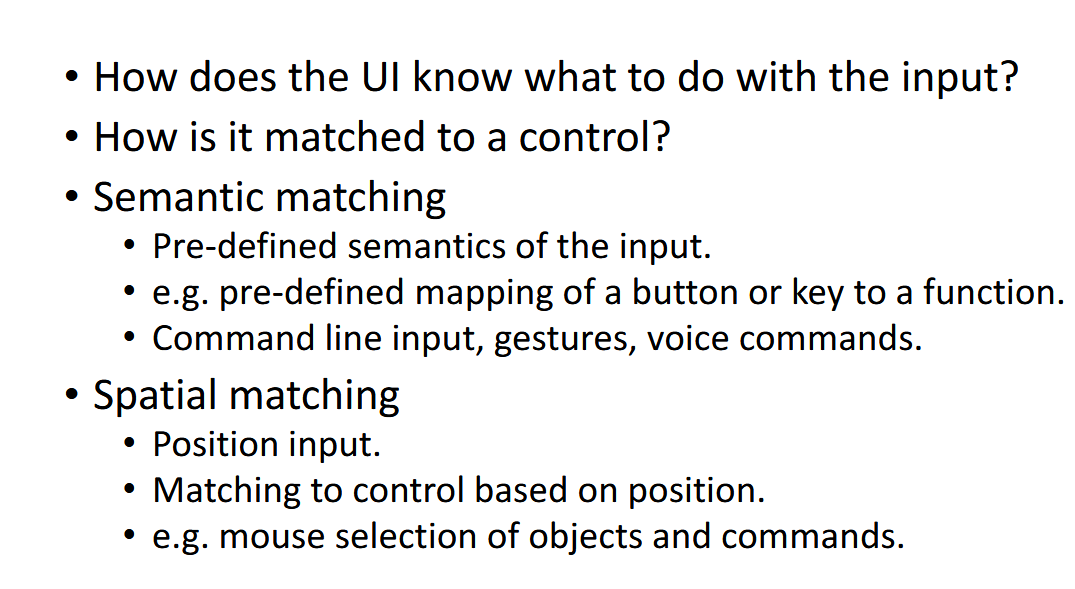 • How does the UI know what to do with the input?
• How is it matched to a control?
• Semantic matching
• Pre-defined semantics of the input.
• e.g. pre-defined mapping of a button or key to a function.
• Command line input, gestures, voice commands.
• Spatial matching
• Position input.
• Matching to control based on position.
• e.g. mouse selection of objects and commands.